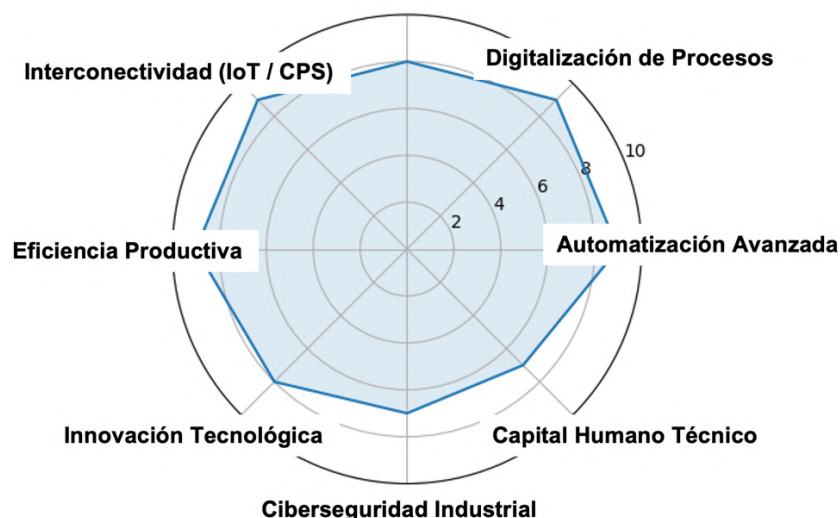 Digitalización de Procesos
Interconectividad (IoT / CPS)
10
8
6
4
2
Automatización Avanzada
Eficiencia Productiva
Innovación Tecnológica
Capital Humano Técnico
Ciberseguridad Industrial